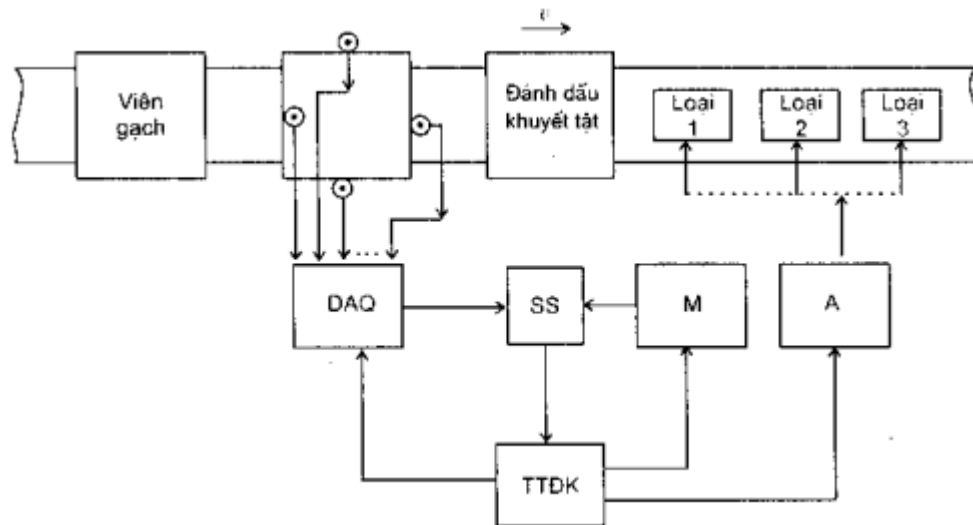 Viên
gạch
Đánh dấu
khuyết tật
Loại
1
Loại
2
Loại
3
DAQ
SS
M
A
TTĐK